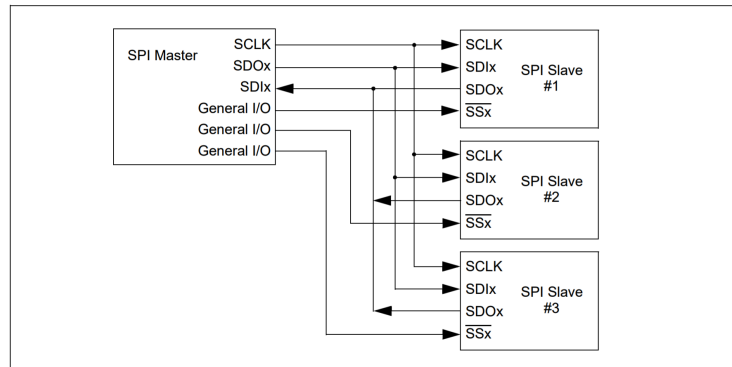 SPI Master
SCLK
SDOx
SDIx
General I/O
General I/O
General I/O
SCLK
SDIx
SDOx
SSx
SPI Slave
#1
SCLK
SDIx
SDOx
SSx
SPI Slave
#2
SCLK
SDIx
SDOx
SSx
SPI Slave
#3